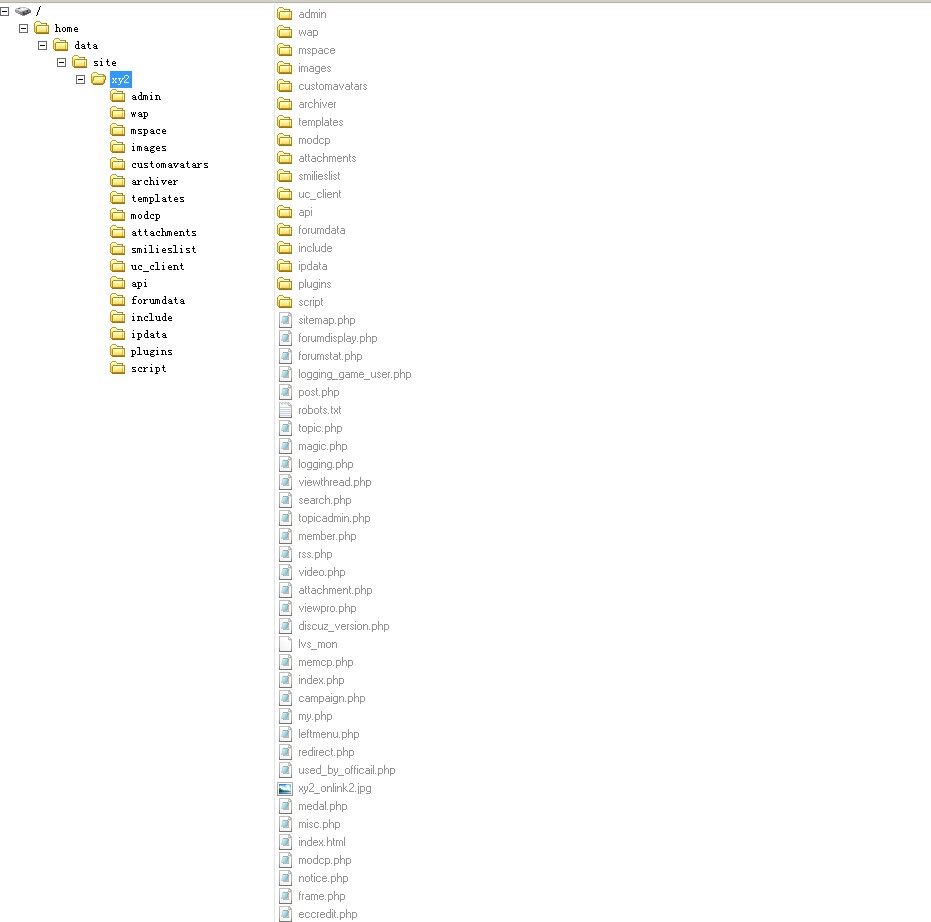 /
home
data
site
xy2
admin
wap
mspace
images
customavatars
archiver
templates
modcp
attachments
smilieslist
uc_client
api
forumdata
include
ipdata
plugins
script
admin
wap
mspace
images
customavatars
archiver
templates
modcp
attachments
smilieslist
uc_client
api
forumdata
include
ipdata
plugins
script
sitemap.php
forumdisplay.php
forumstat.php
logging_game_user.php
post.php
robots.txt
topic.php
magic.php
logging.php
viewthread.php
search.php
topicadmin.php
member.php
rss.php
video.php
attachment.php
viewpro.php
discuz_version.php
lvs_mon
memcp.php
index.php
campaign.php
my.php
leftmenu.php
redirect.php
used_by_officail.php
xy2_onlink2.jpg
medal.php
misc.php
index.html
modcp.php
notice.php
frame.php
eccredit.php